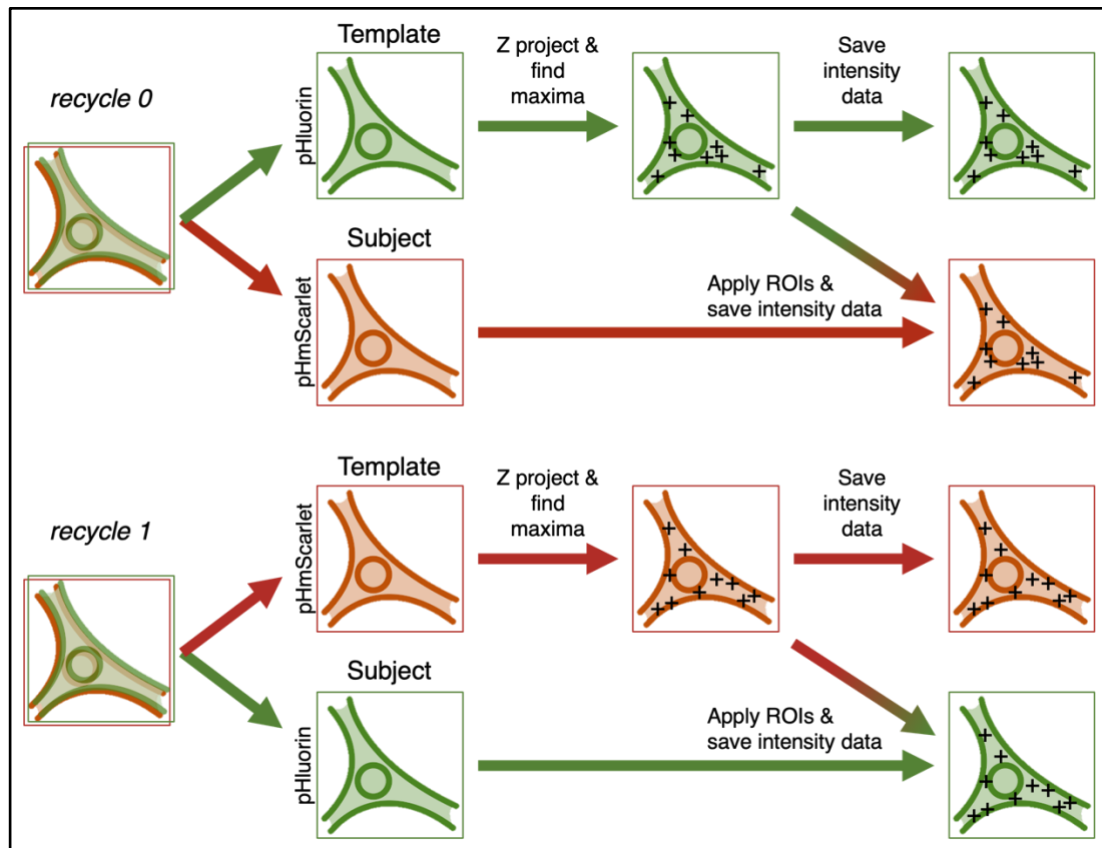 recycle 0
Template
pHluorin
Z project &
find
maxima
Save
intensity
data
Subject
pHmScarlet
Apply ROIs &
save intensity data
recycle 1
Template
pHmScarlet
Z project &
find
maxima
Save
intensity
data
Subject
pHluorin
Apply ROIs &
save intensity data